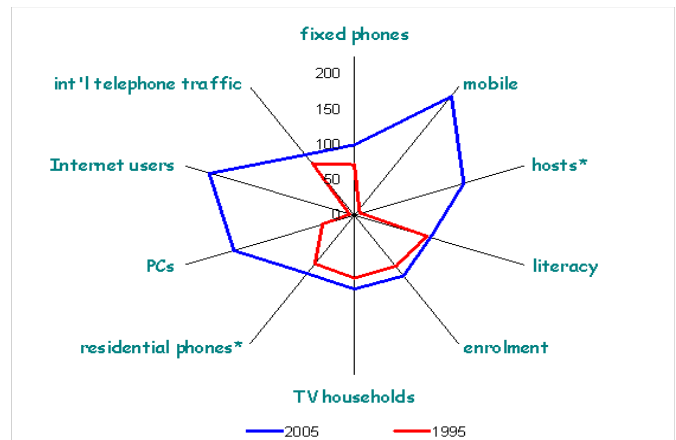 fixed phones
200
int'l telephone traffic
mobile
150
100
Internet users
hosts*
50
0
PCs
literacy
residential phones*
enrolment
TV households
2005
1995